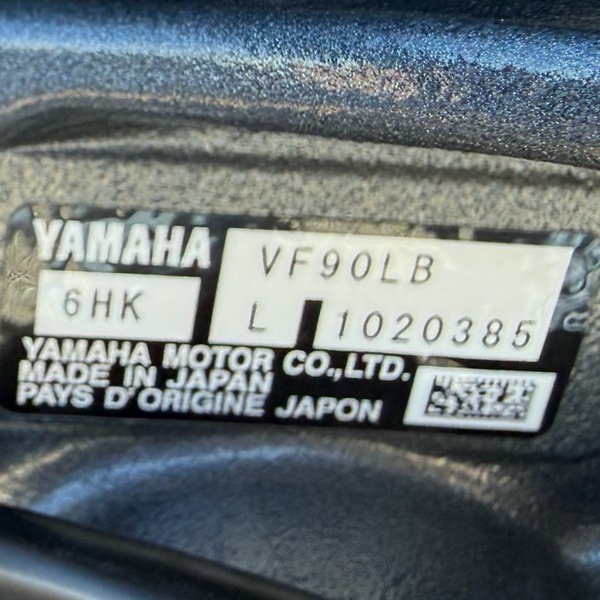 YAMAHA
VF90LB
6HK
L 1020385
YAMAHA MOTOR CO.,LTD.
MADE IN JAPAN
PAYS D'ORIGINE JAPON